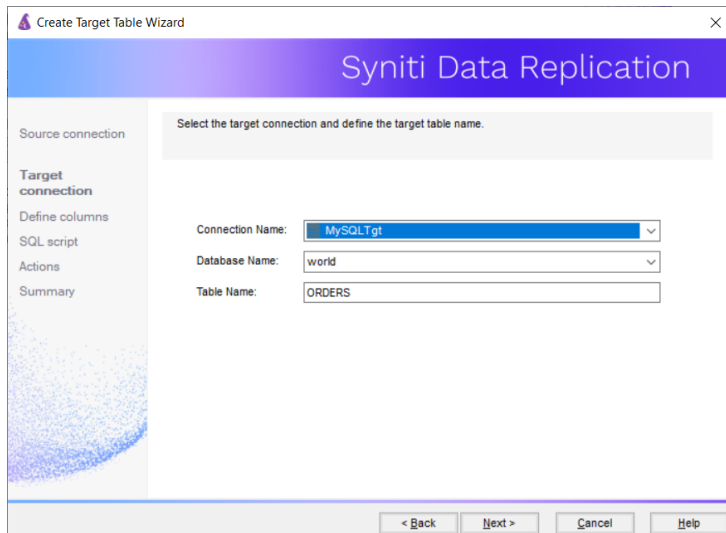 Create Target Table Wizard
Syniti Data Replication
Source connection
Target
connection
Define columns
SQL script
Actions
Summary
Select the target connection and define the target table name.
Connection Name:
MySQLTgt
Database Name:
world
Table Name:
ORDERS
< Back
Next >
Cancel
Help